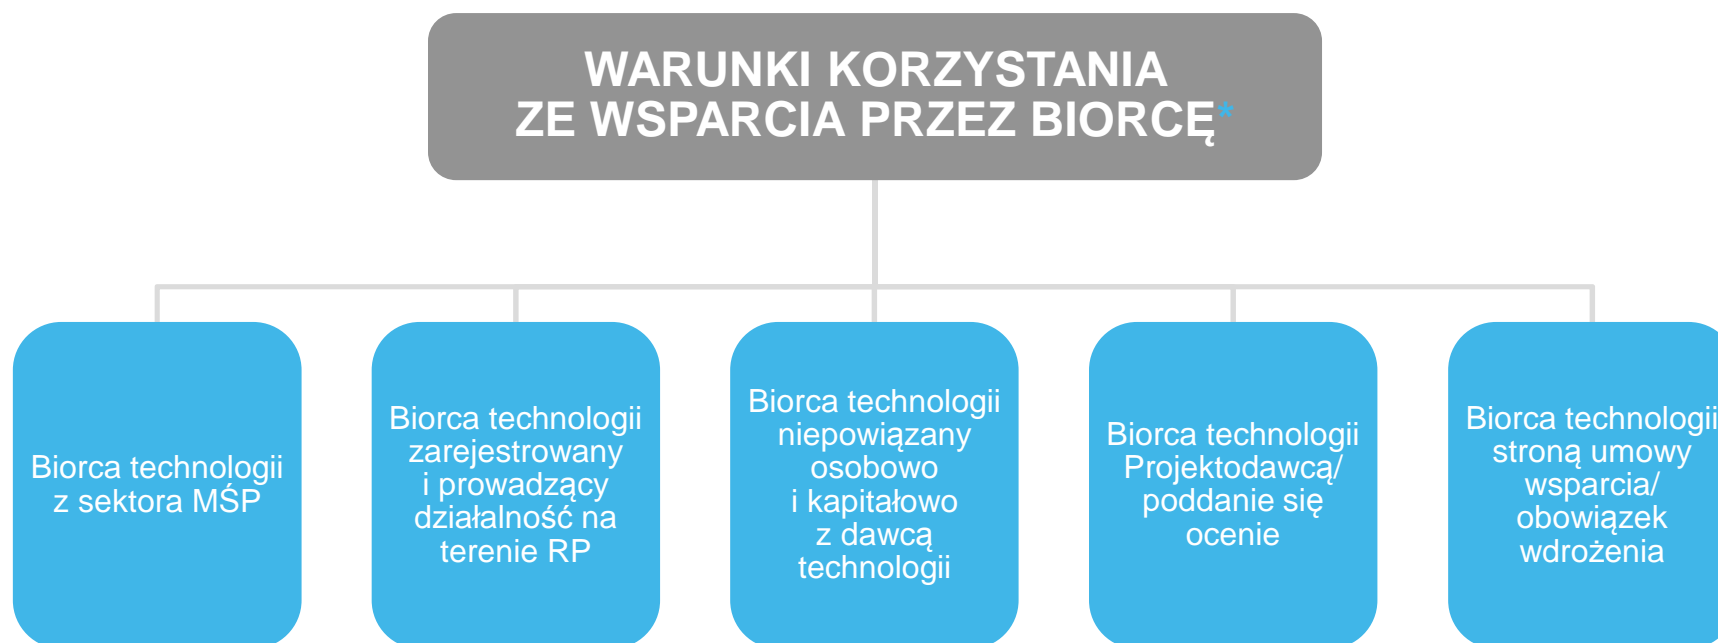 WARUNKI KORZYSTANIA
ZE WSPARCIA PRZEZ BIORCĘ*
Biorca technologii
z sektora MŚP
Biorca technologii
zarejestrowany
i prowadzący
działalność na
terenie RP
Biorca technologii
niepowiązany
osobowo
i kapitałowo
z dawcą
technologii
Biorca technologii
Projektodawcą/
poddanie się
ocenie
Biorca technologii
stroną umowy
wsparcia/
obowiązek
wdrożenia